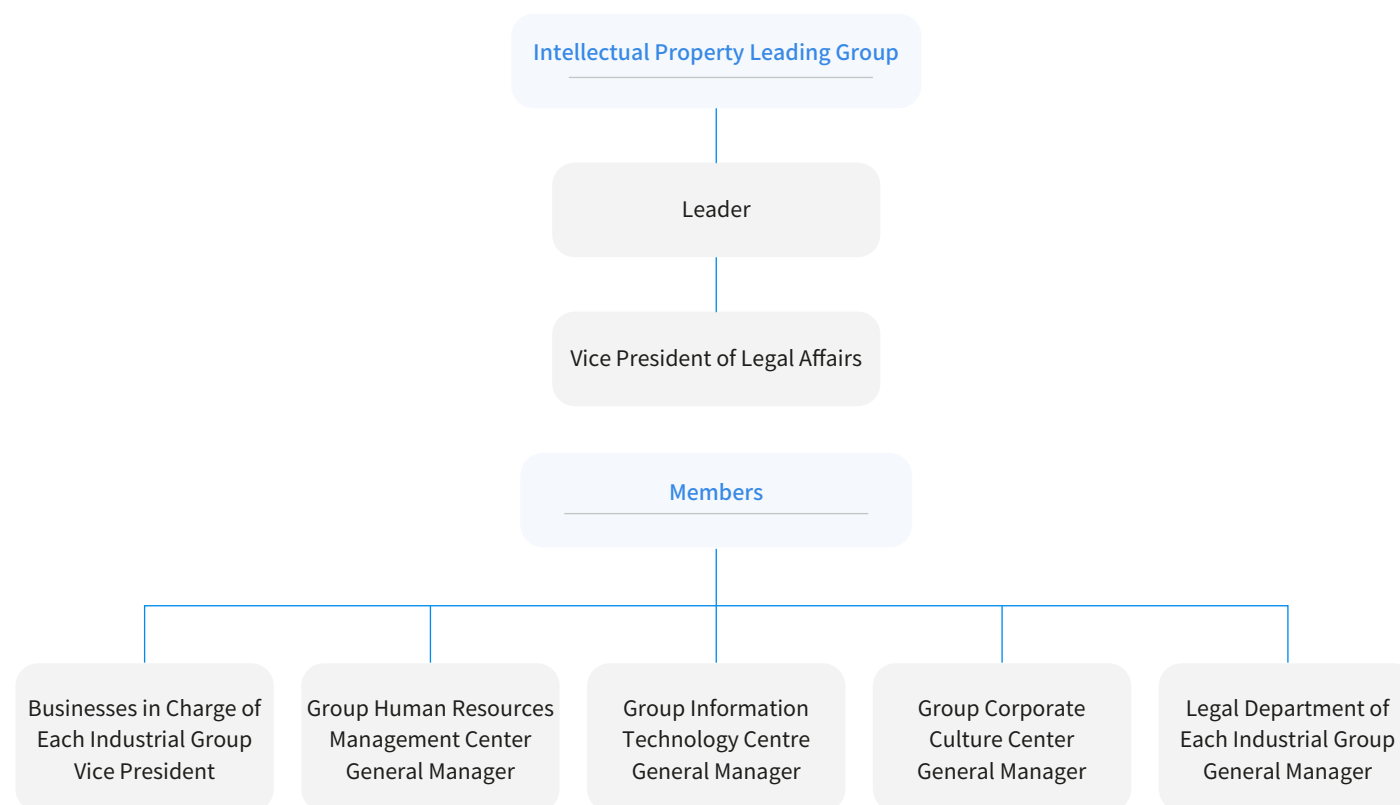 Intellectual Property Leading Group
Leader
Vice President of Legal Affairs
Members
Businesses in Charge of
Each Industrial Group
Vice President
Group Human Resources
Management Center
General Manager
Group Information
Technology Centre
General Manager
Group Corporate
Culture Center
General Manager
Legal Department of
Each Industrial Group
General Manager